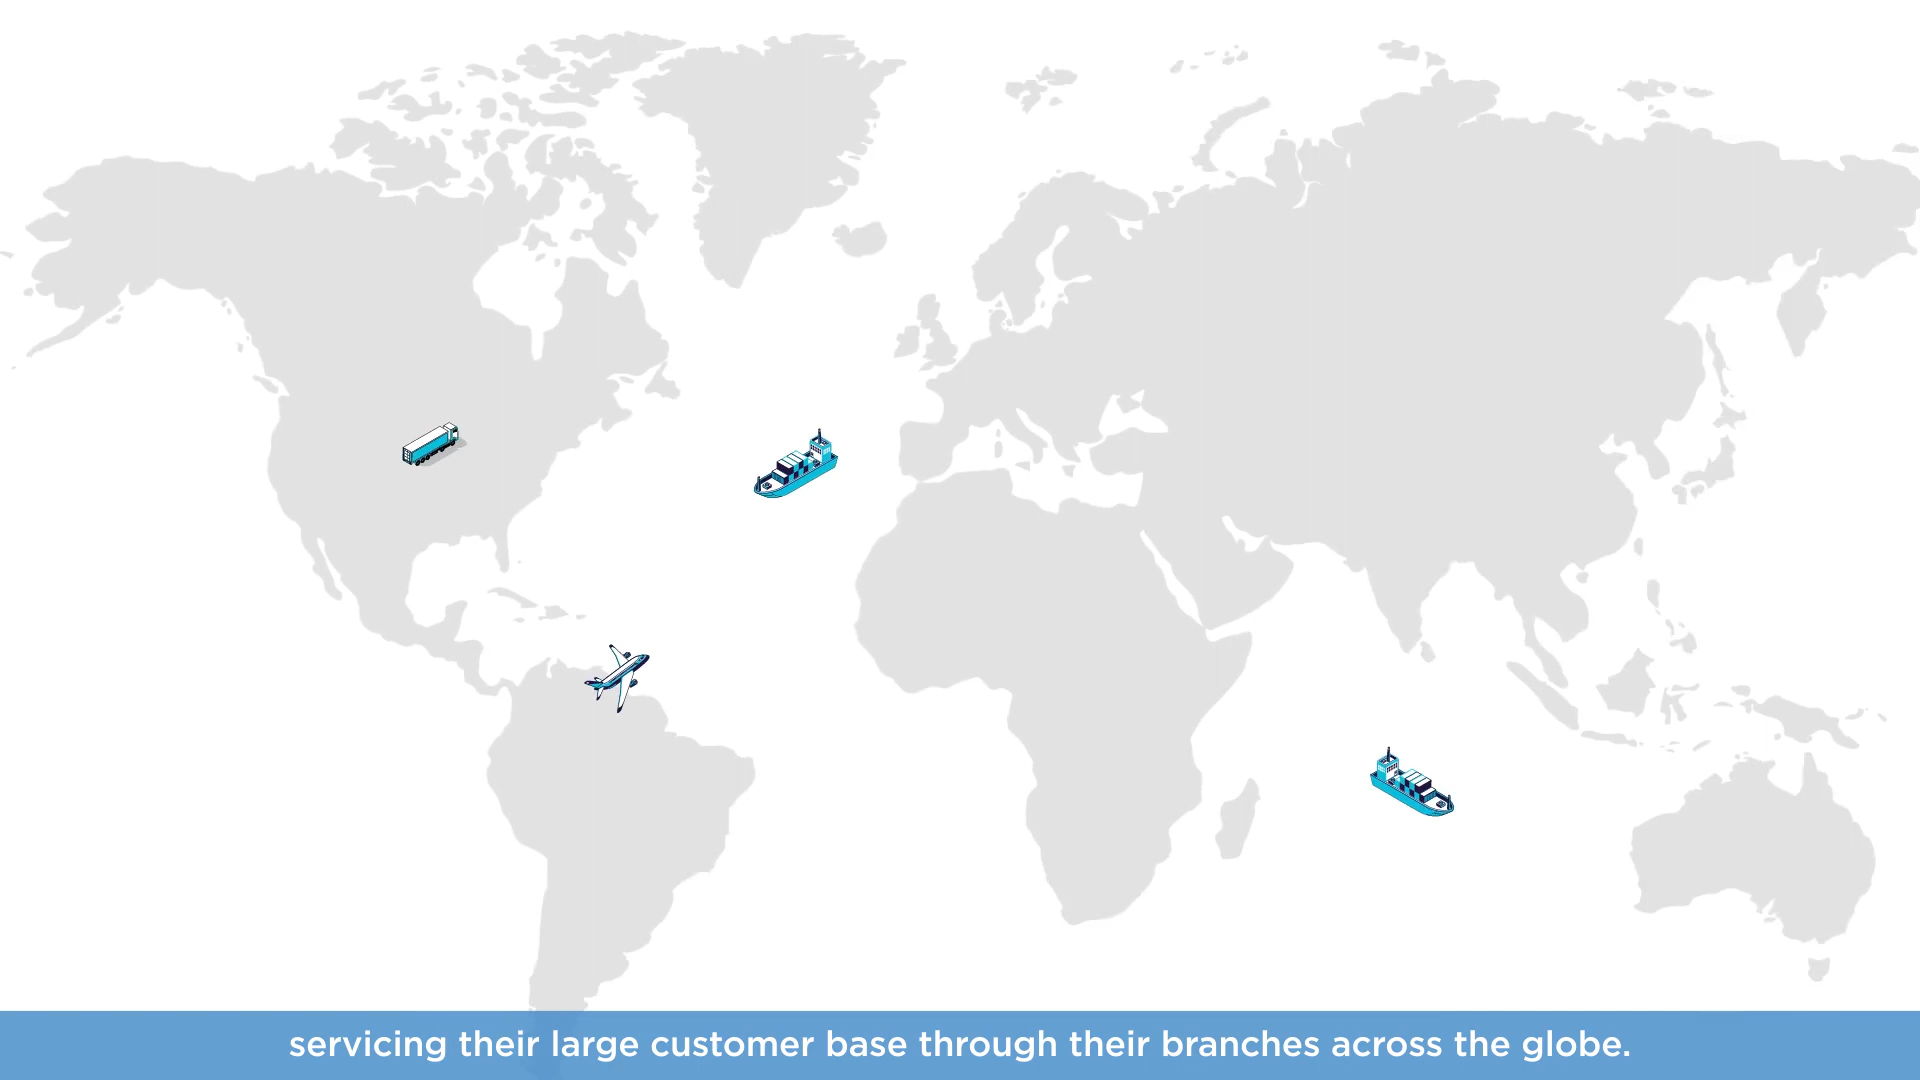 servicing their large customer base through their branches across the globe.